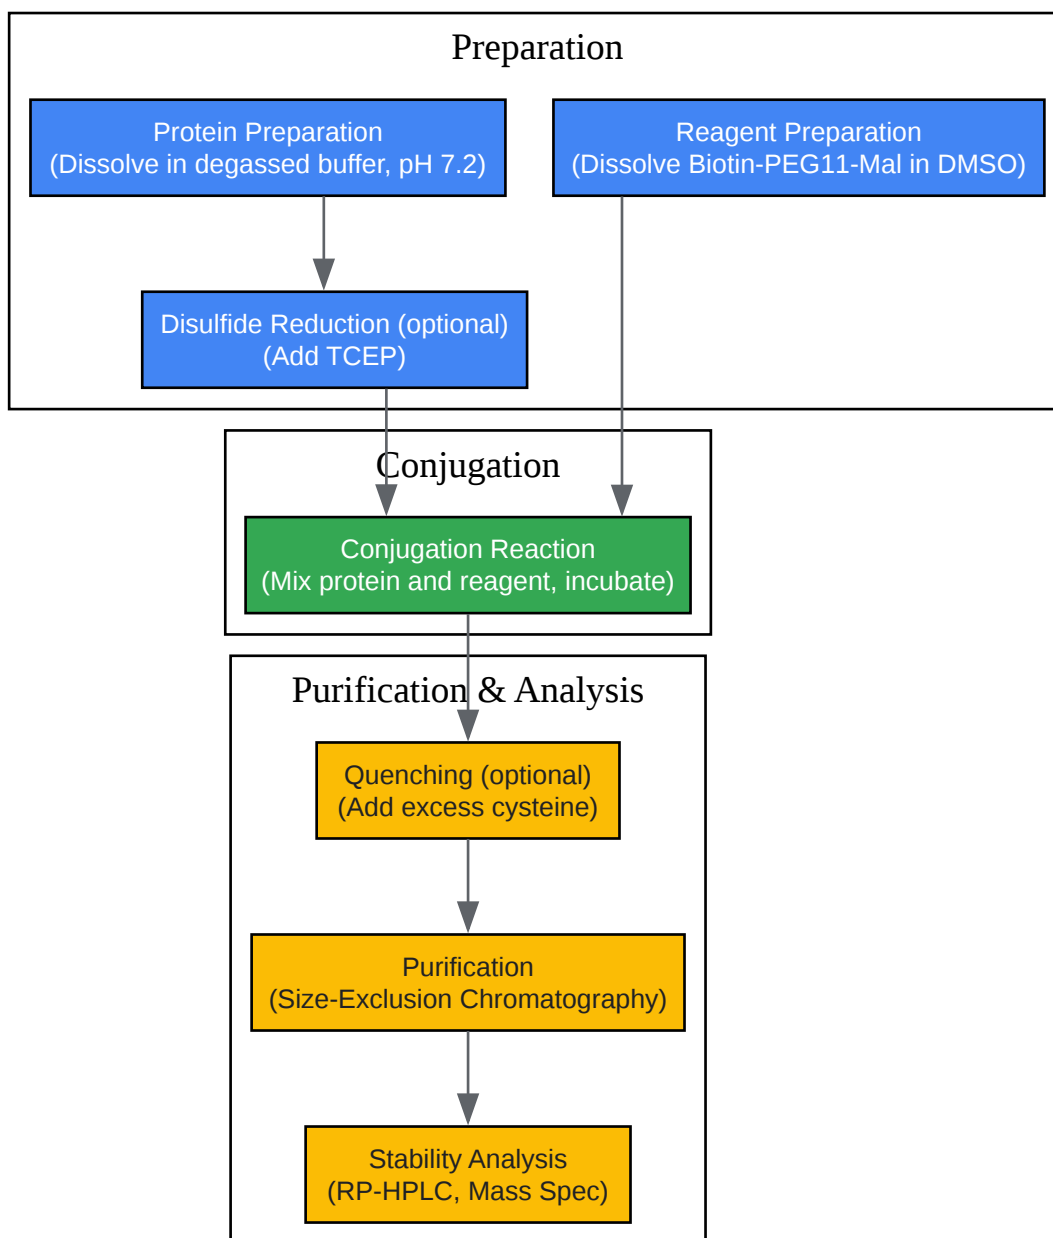 Preparation
Protein Preparation
(Dissolve in degassed buffer, pH 7.2)
Reagent Preparation
(Dissolve Biotin-PEG11-Mal in DMSO)
Disulfide Reduction (optional)
(Add TCEP)
Conjugation
Conjugation Reaction
(Mix protein and reagent, incubate)
Purification & Analysis
Quenching (optional)
(Add excess cysteine)
Purification
(Size-Exclusion Chromatography)
Stability Analysis
(RP-HPLC, Mass Spec)